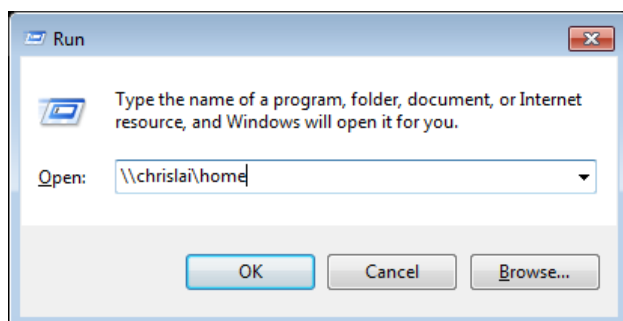 Run
Type the name of a program, folder, document, or Internet
resource, and Windows will open it for you.
Open: \\chrislai\home
OK Cancel Browse...